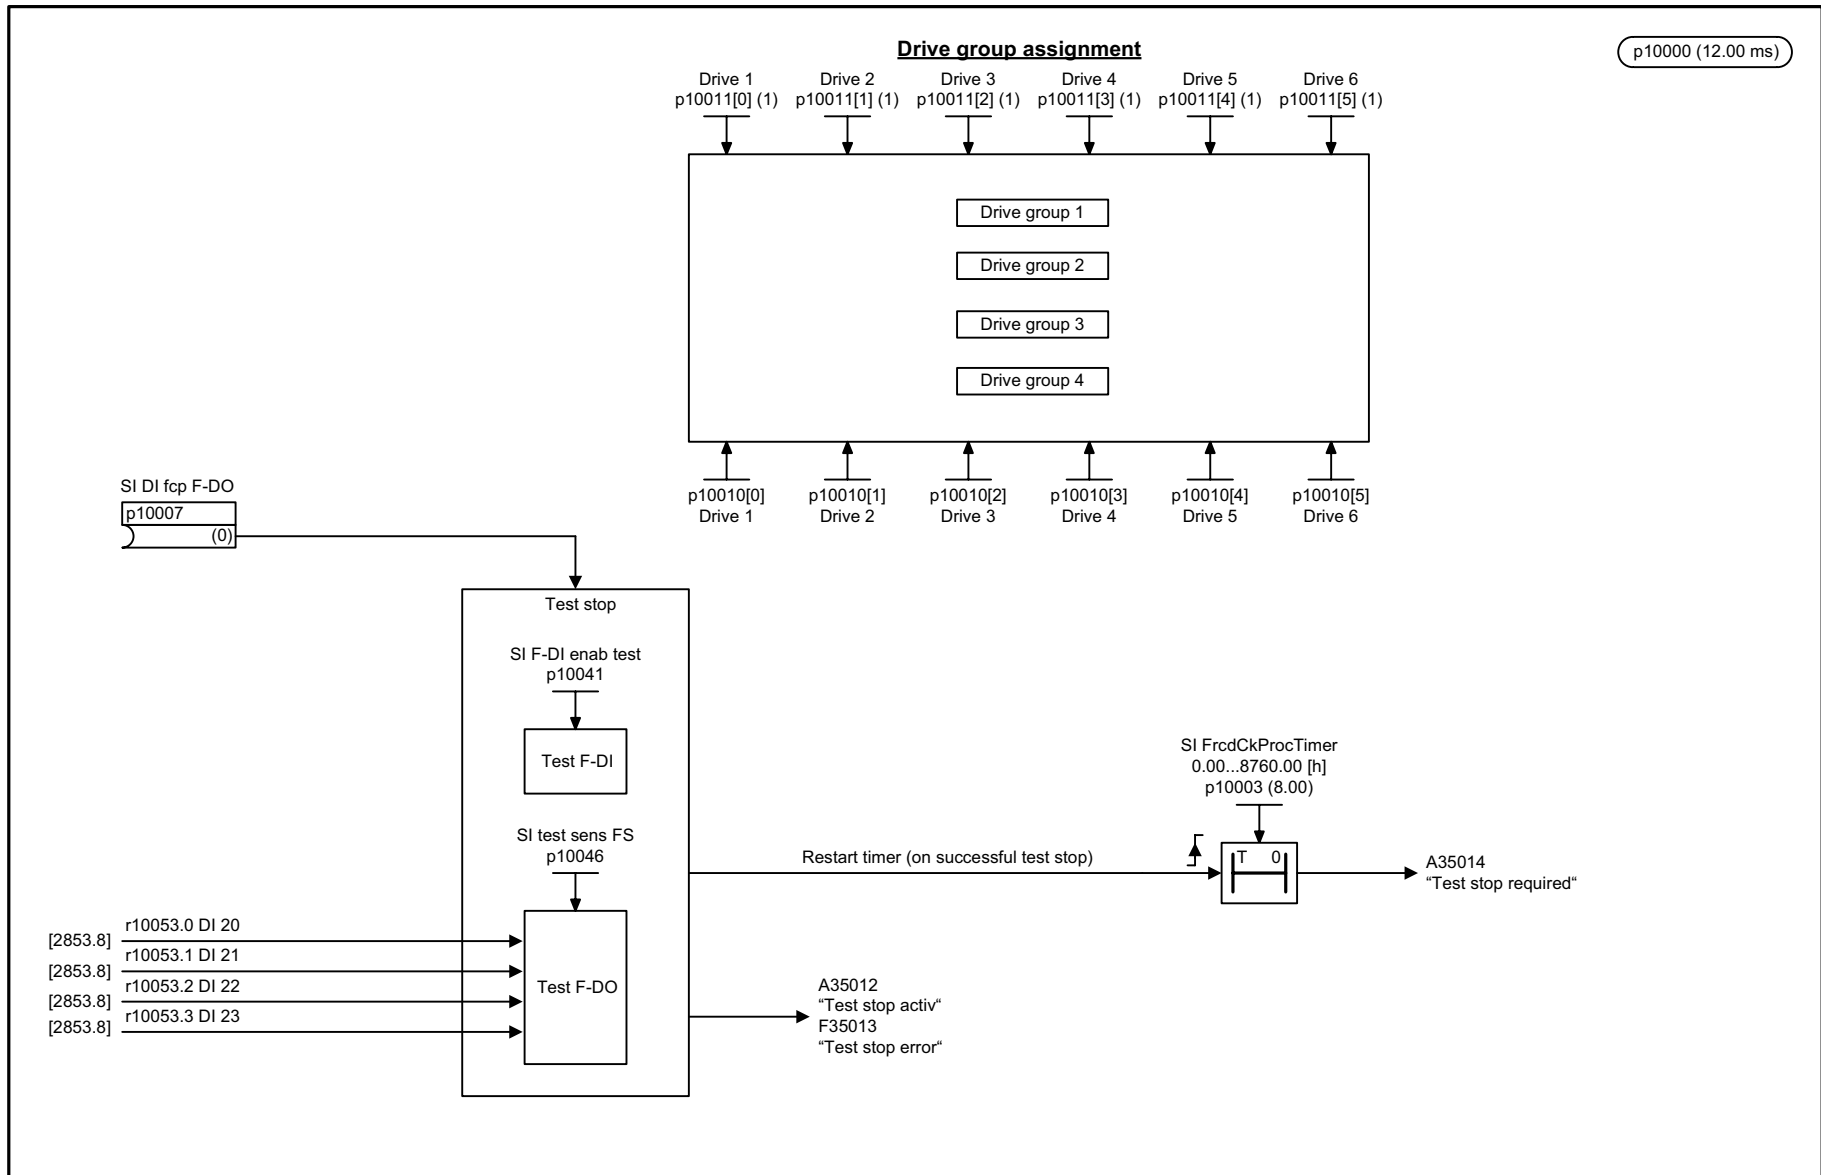 Drive group assignment
p10000 (12.00 ms)
Drive 1 Drive 2 Drive 3 Drive 4 Drive 5 Drive 6
p10011[0] (1) p10011[1] (1) p10011[2] (1) p10011[3] (1) p10011[4] (1) p10011[5] (1)
Drive group 1
Drive group 2
Drive group 3
Drive group 4
p10010[0] p10010[1] p10010[2] p10010[3] p10010[4] p10010[5]
Drive 1 Drive 2 Drive 3 Drive 4 Drive 5 Drive 6
SI DI fcp F-DO
p10007
(0)
Test stop
SI F-DI enab test
p10041
Test F-DI
SI test sens FS
p10046
Test F-DO
[2853.8] r10053.0 DI 20
[2853.8] r10053.1 DI 21
[2853.8] r10053.2 DI 22
[2853.8] r10053.3 DI 23
Restart timer (on successful test stop)
SI FrcdCkProcTimer
0.00...8760.00 [h]
p10003 (8.00)
T 0
A35014
“Test stop required“
A35012
“Test stop activ“
F35013
“Test stop error“